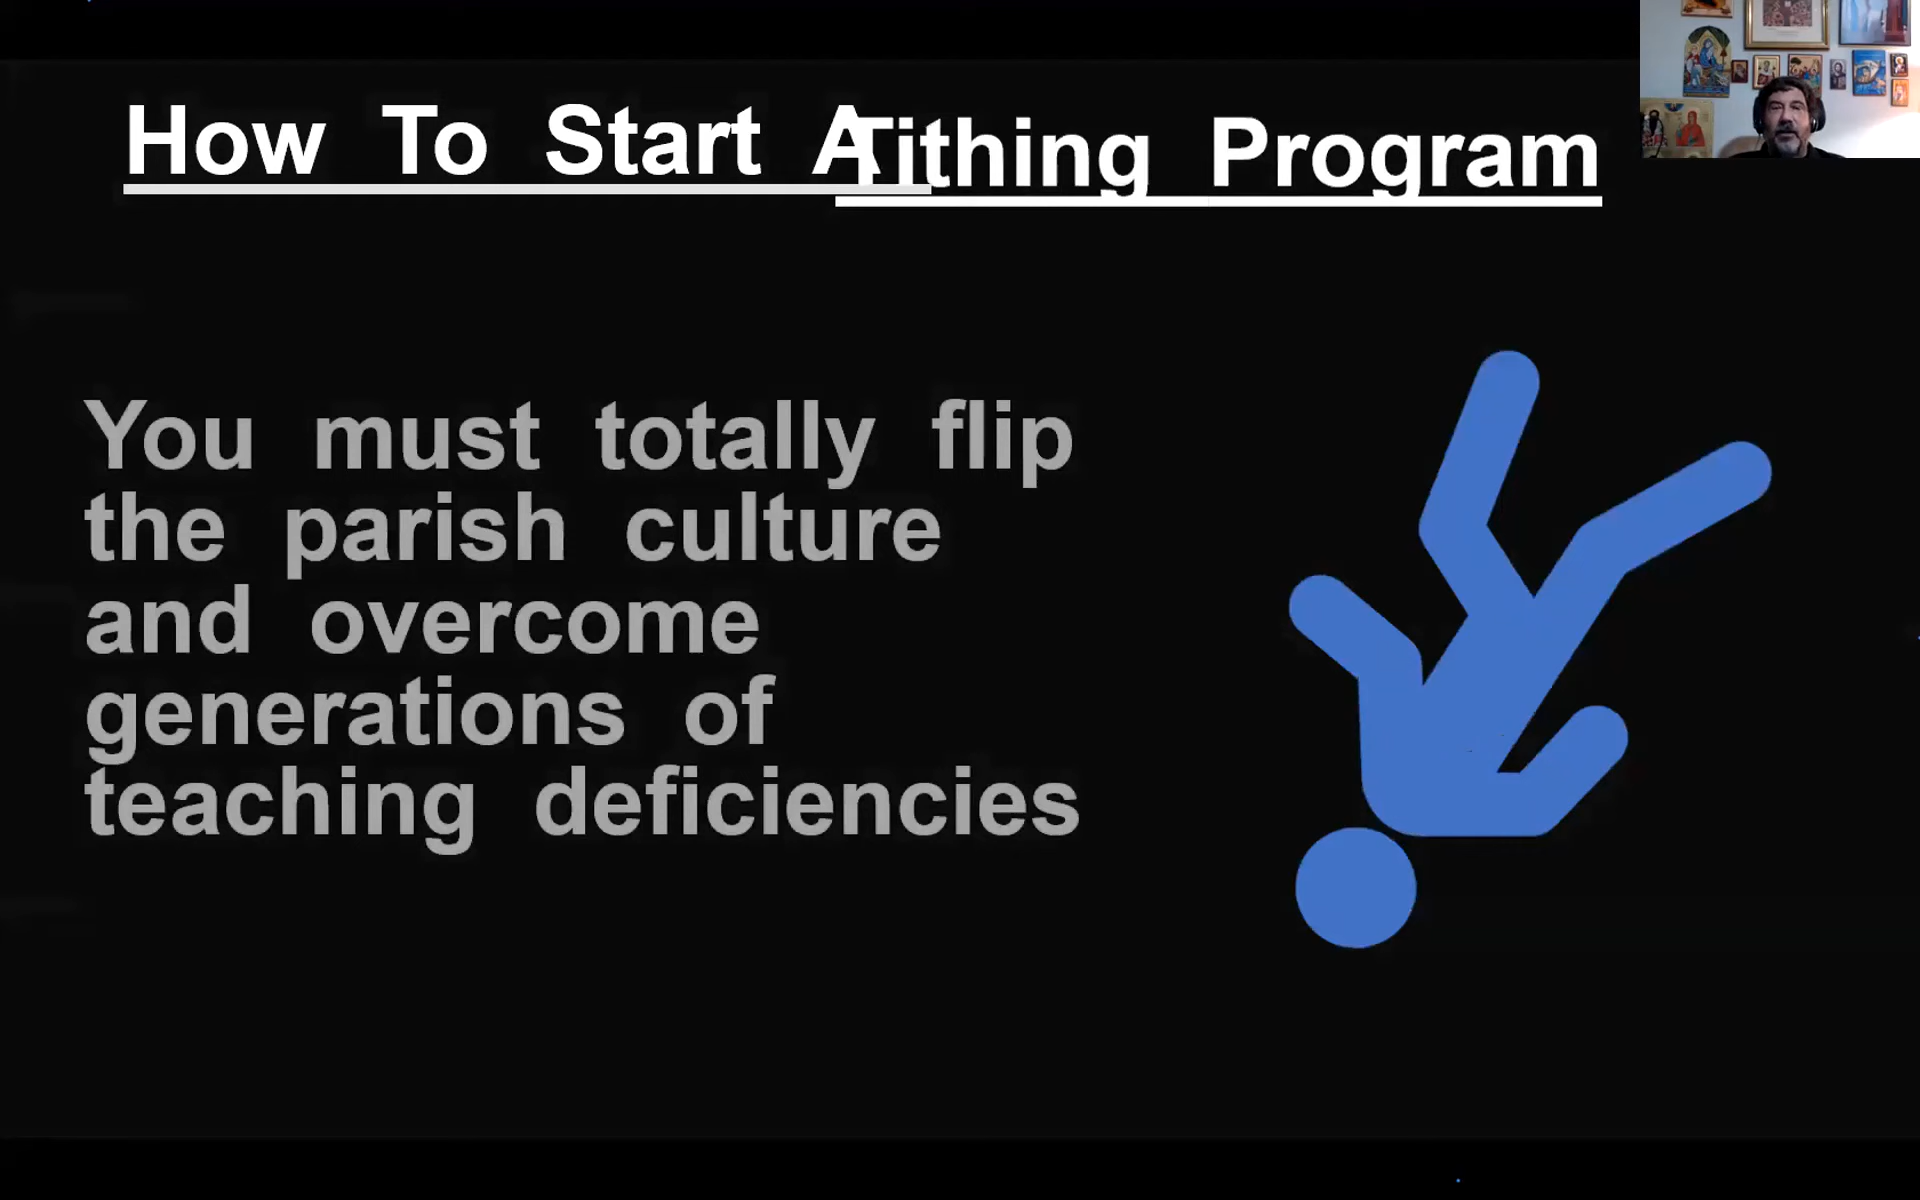 How To Start A Tithing Program
You must totally flip
the parish culture
and overcome
generations of
teaching deficiencies